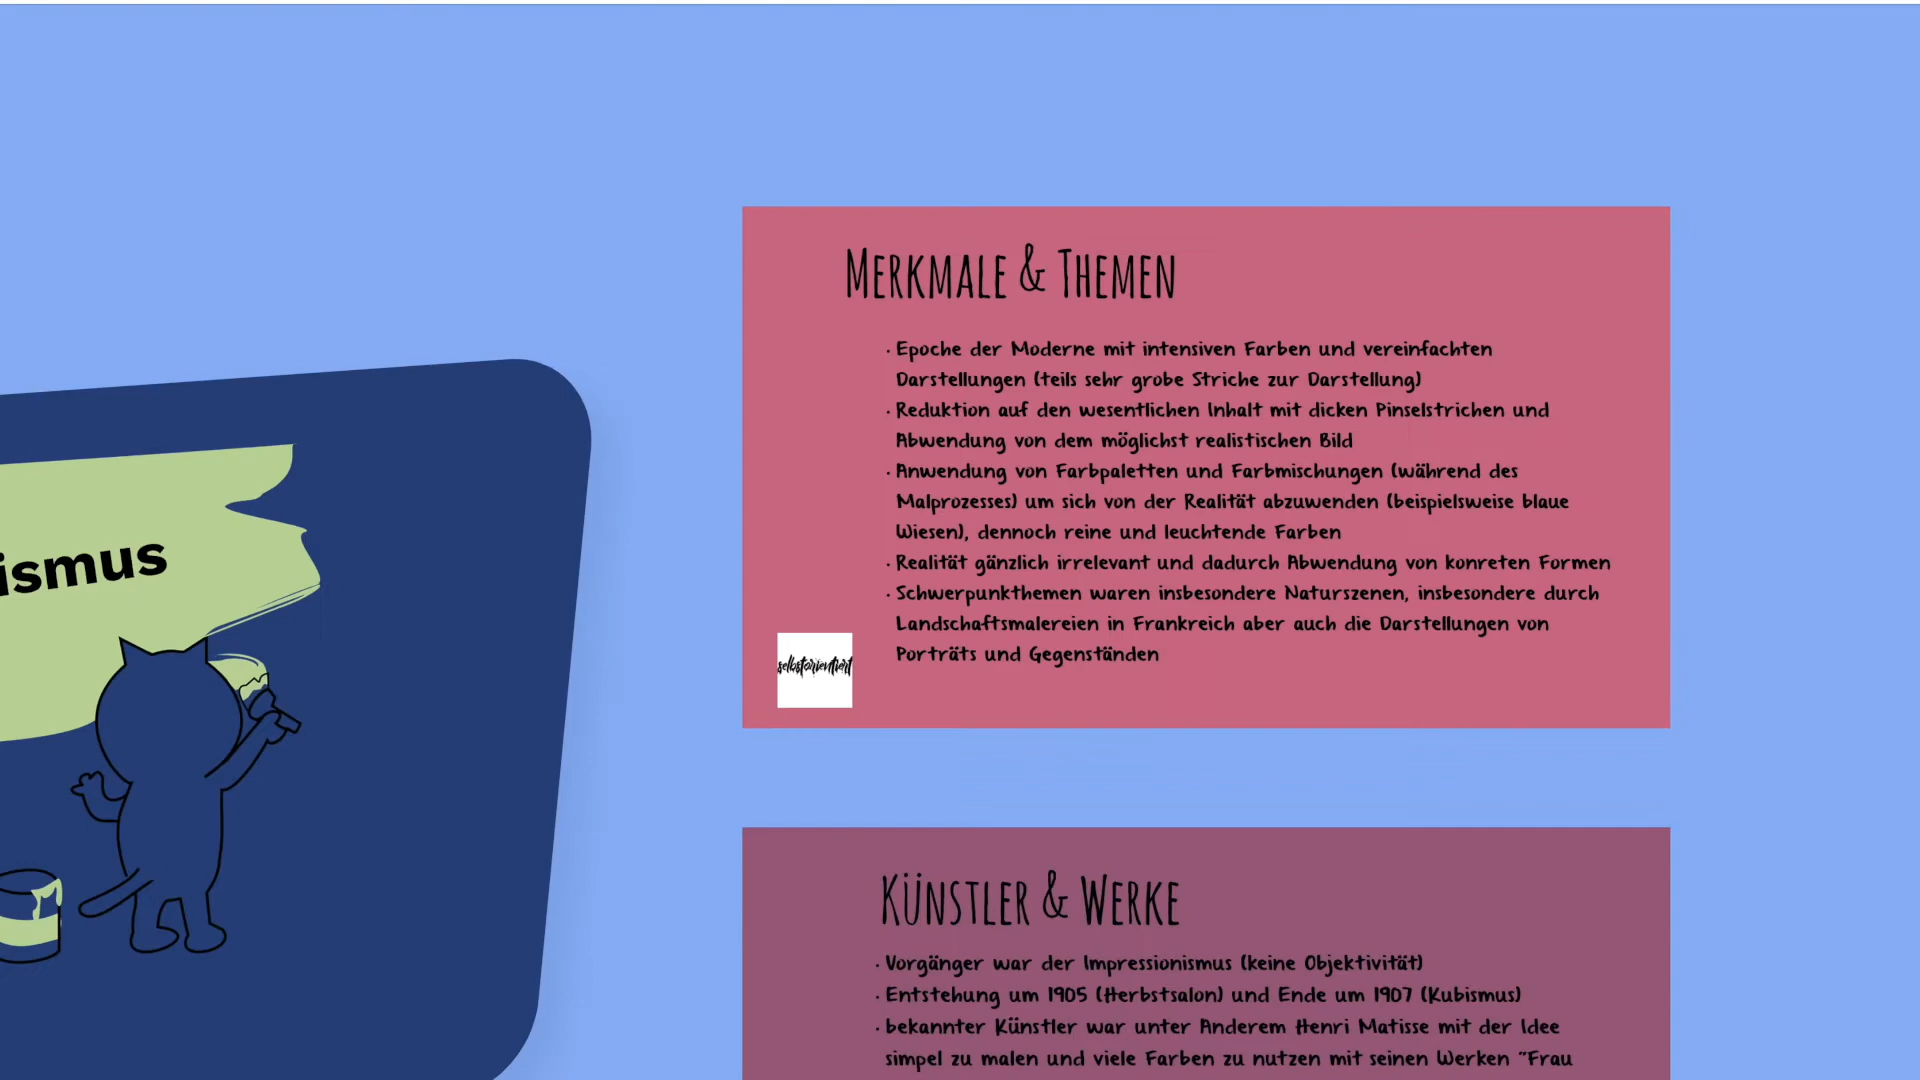 ismus
Merkmale & Themen
· Epoche der Moderne mit intensiven Farben und vereinfachten
Darstellungen (teils sehr grobe Striche zur Darstellung)
· Reduktion auf den wesentlichen Inhalt mit dicken Pinselstrichen und
Abwendung von dem möglichst realistischen Bild
· Anwendung von Farbpaletten und Farbmischungen (während des
Malprozesses) um sich von der Realität abzuwenden (beispielsweise blaue
Wiesen), dennoch reine und leuchtende Farben
· Realität gänzlich irrelevant und dadurch Abwendung von konkreten Formen
· Schwerpunkthemen waren insbesondere Naturszenen, insbesondere durch
Landschaftsmalereien in Frankreich aber auch die Darstellungen von
Porträts und Gegenständen
selbstorientiert
Künstler & Werke
· Vorgänger war der Impressionismus (keine Objektivität)
· Entstehung um 1905 (Herbstsalon) und Ende um 1907 (Kubismus)
· bekannter Künstler war unter Anderem Henri Matisse mit der Idee
simpel zu malen und viele Farben zu nutzen mit seinen Werken "Frau